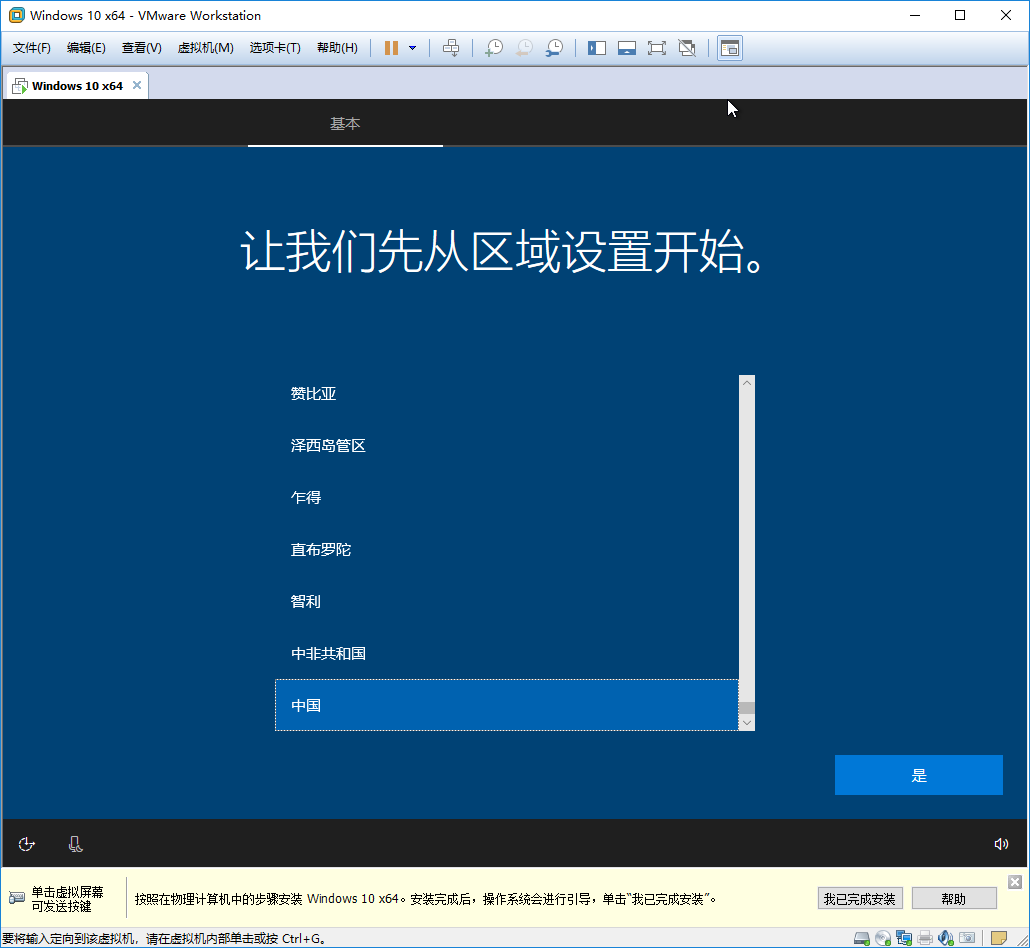 Windows 10 x64 - VMware Workstation
文件(F) 编辑(E) 查看(V) 虚拟机(M) 选项卡(T) 帮助(H)
Windows 10 x64
基本
让我们先从区域设置开始。
赞比亚
泽西岛管区
乍得
直布罗陀
智利
中非共和国
中国
是
单击虚拟屏幕
可发送按键
按照在物理计算机中的步骤安装 Windows 10 x64。安装完成后，操作系统会进行引导，单击“我已完成安装”。
我已完成安装
帮助
要将输入定向到该虚拟机，请在虚拟机内部单击或按 Ctrl+G。